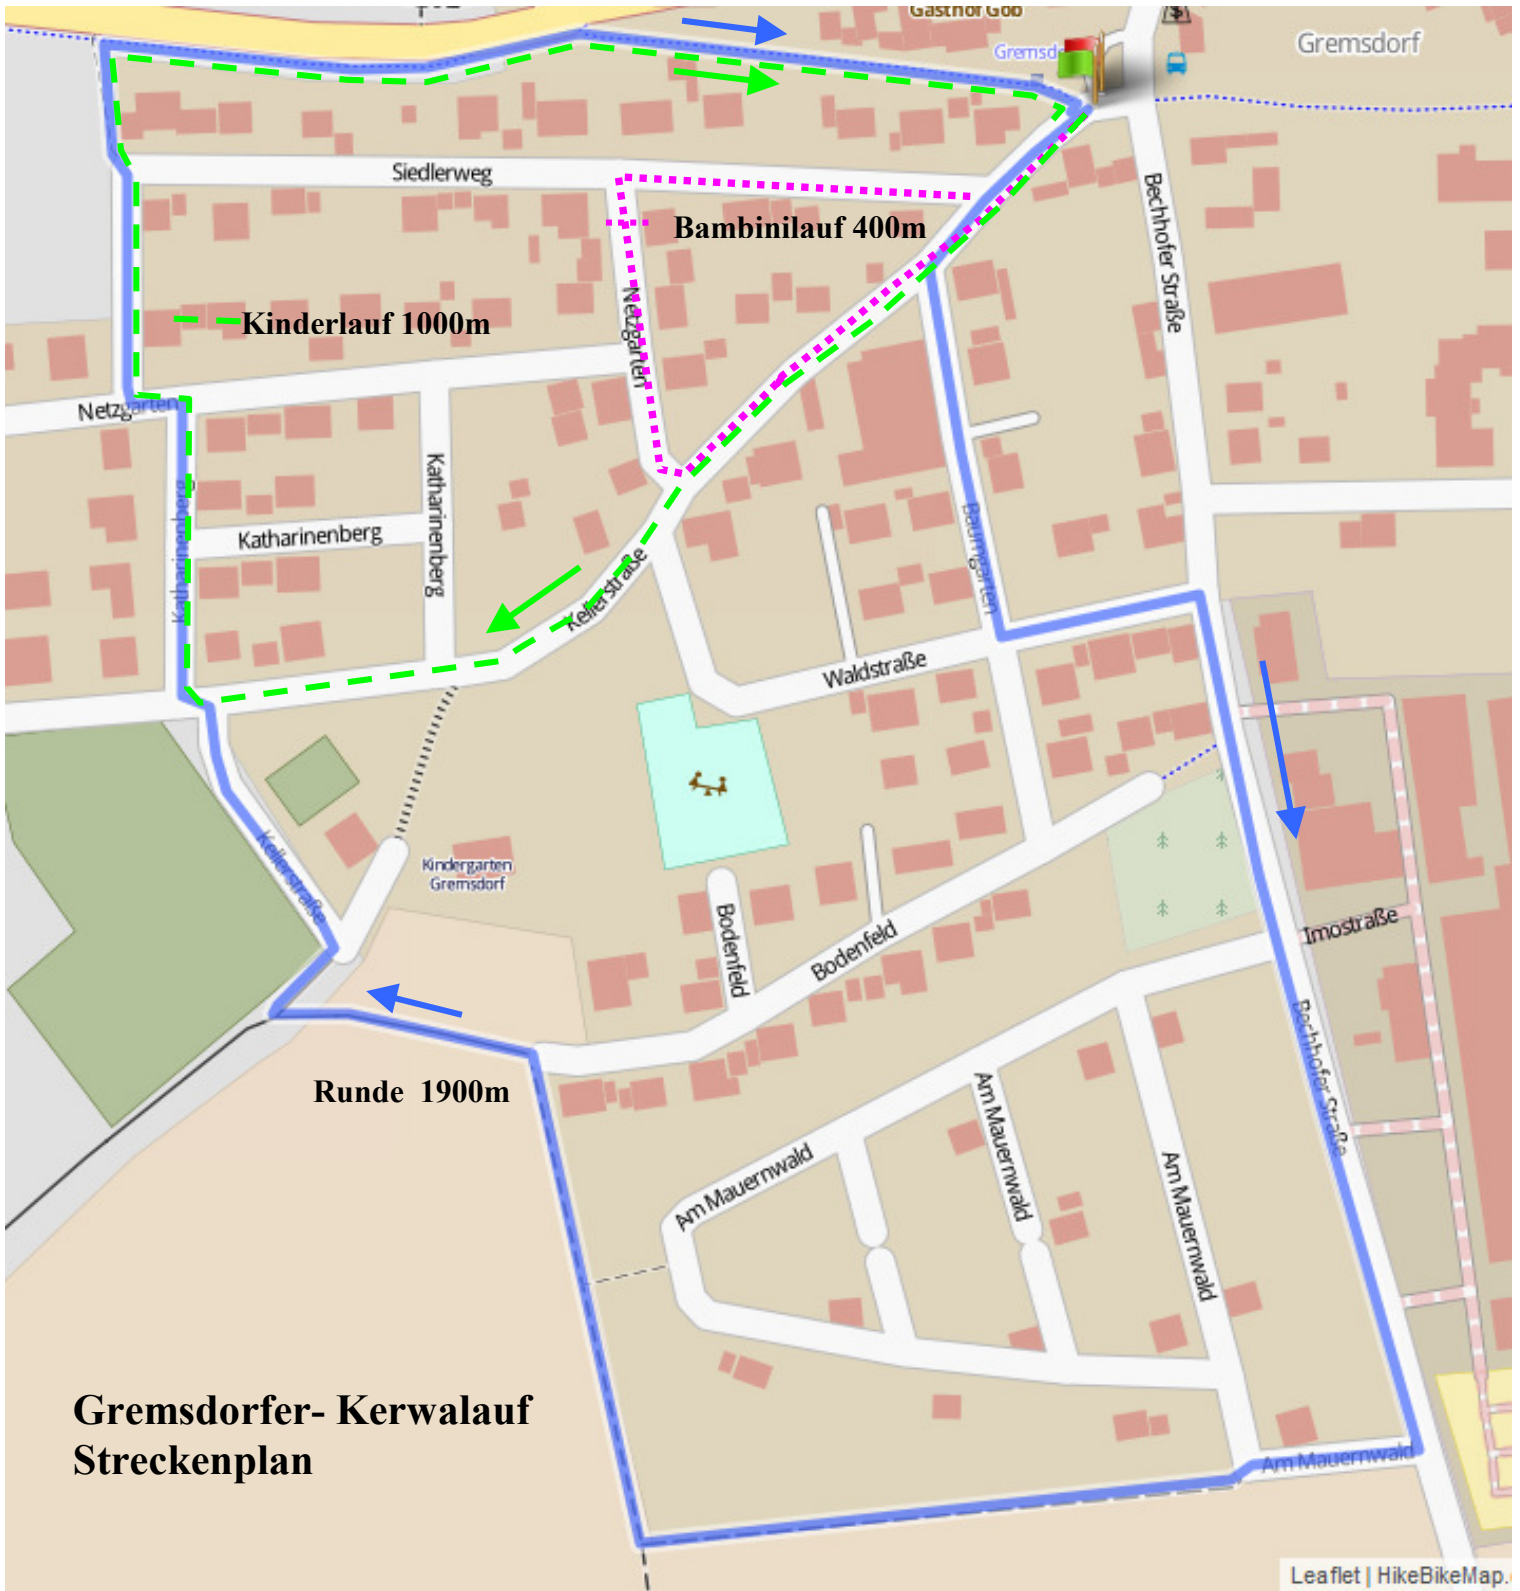 Gasthof Göb
Gremsdorf
Siedlerweg
Bambinilauf 400m
Bechhofer Straße
Netzgarten
Kinderlauf 1000m
Netzgarten
Katharinenberg
Katharinenberg
Katharinenberg
Kellerstraße
Baumgarten
Waldstraße
Kellerstraße
Kindergarten
Gremsdorf
Bodenfeld
Bodenfeld
Imostraße
Bechhofer Straße
Runde 1900m
Am Mauernwald
Am Mauernwald
Am Mauernwald
Gremsdorfer- Kerwalauf
Streckenplan
Am Mauernwald
Leaflet | HikeBikeMap.